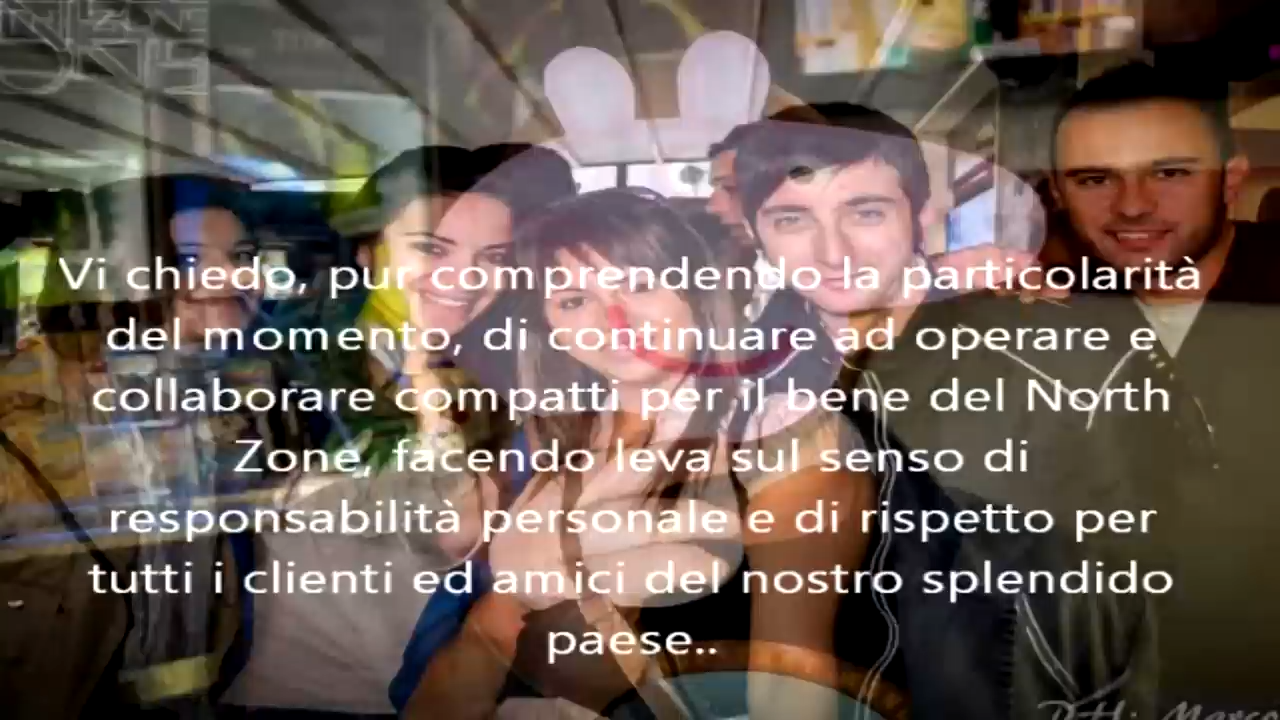 Vi chiedo, pur comprendendo la particolarità
del momento, di continuare ad operare e
collaborare compatti per il bene del North
Zone, facendo leva sul senso di
responsabilità personale e di rispetto per
tutti i clienti ed amici del nostro splendido
paese..